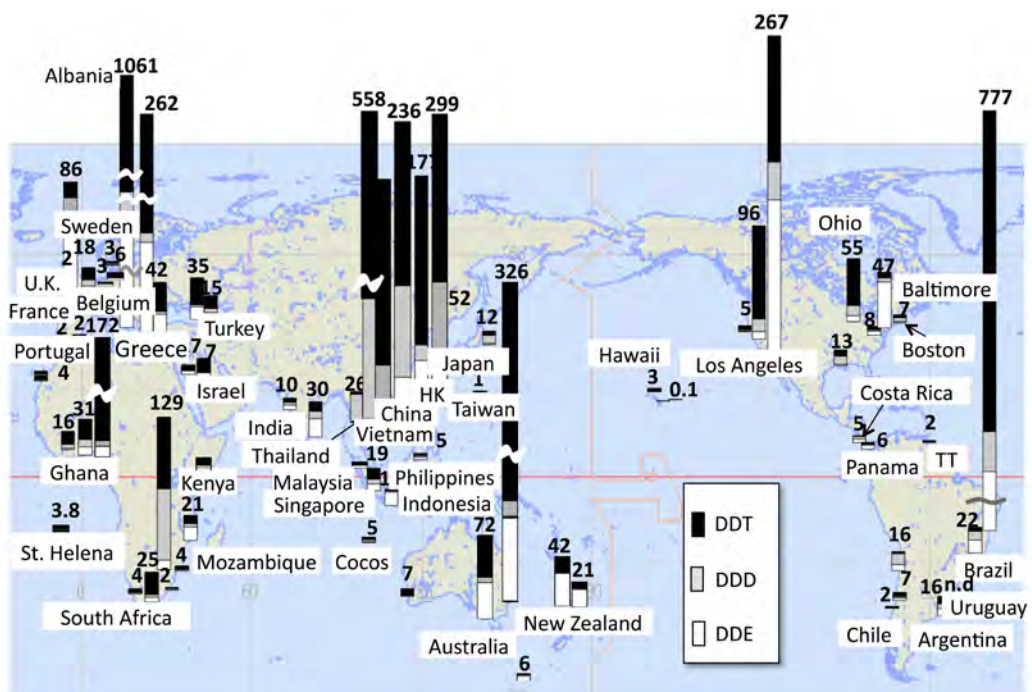 267
Albania
1061
262
558
236
299
777
177
86
Sweden
2
18
3
3
6
42
35
15
U.K.
France
Belgium
Turkey
2
2
172
Greece
Portugal
4
7
7
Israel
326
52
12
Japan
96
5
Ohio
55
47
Baltimore
7
8
Boston
13
Los Angeles
Hawaii
3
0.1
Costa Rica
5
6
Panama
2
TT
16
31
Ghana
129
10
30
26
India
HK
1
Taiwan
China
Vietnam
Thailand
5
19
1
Philippines
Malaysia
Singapore
Indonesia
Kenya
21
3.8
St. Helena
4
Mozambique
25
4
2
South Africa
5
Cocos
7
72
Australia
42
21
New Zealand
6
DDT
DDD
DDE
22
Brazil
16
7
2
16
n.d
Uruguay
Chile
Argentina
0